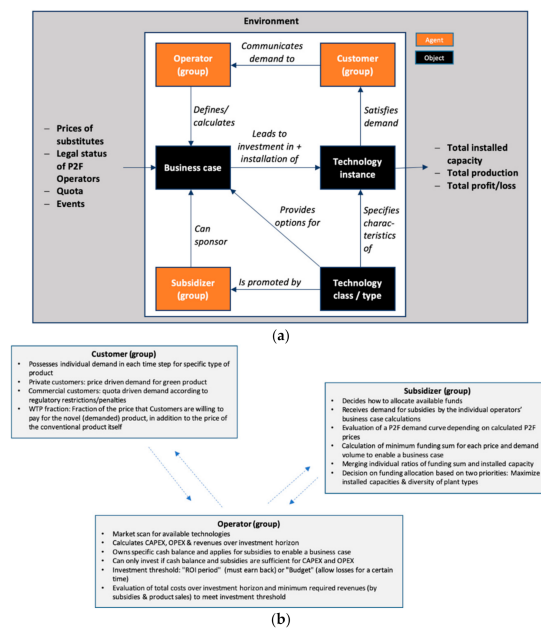 Environment
Agent
Object
Operator
(group)
Communicates
demand to
Customer
(group)
Defines/
calculates
Leads to
investment in +
installation of
Satisfies
demand
– Prices of
substitutes
– Legal status
of P2F
Operators
– Quota
– Events
Business case
Technology
instance
– Total installed
capacity
– Total production
– Total profit/loss
Can
sponsor
Provides
options for
Specifies
charac-
teristics
of
Subsidizer
(group)
Is promoted by
Technology
class / type
(a)
Customer (group)
• Possesses individual demand in each time step for specific type of
product
• Private customers: price driven demand for green product
• Commercial customers: quota driven demand according to
regulatory restrictions/penalties
• WTP fraction: Fraction of the price that Customers are willing to
pay for the novel (demanded) product, in addition to the price of
the conventional product itself
Subsidizer (group)
• Decides how to allocate available funds
• Receives demand for subsidies by the individual operators'
business case calculations
• Evaluation of a P2F demand curve depending on calculated P2F
prices
• Calculation of minimum funding sum for each price and demand
volume to enable a business case
• Merging individual ratios of funding sum and installed capacity
• Decision on funding allocation based on two priorities: Maximize
installed capacities & diversity of plant types
Operator (group)
• Market scan for available technologies
• Calculates CAPEX, OPEX & revenues over investment horizon
• Owns specific cash balance and applies for subsidies to enable a business case
• Can only invest if cash balance and subsidies are sufficient for CAPEX and OPEX
• Investment threshold: "ROI period" (must earn back) or "Budget" (allow losses for a certain
time)
• Evaluation of total costs over investment horizon and minimum required revenues (by
subsidies & product sales) to meet investment threshold
(b)